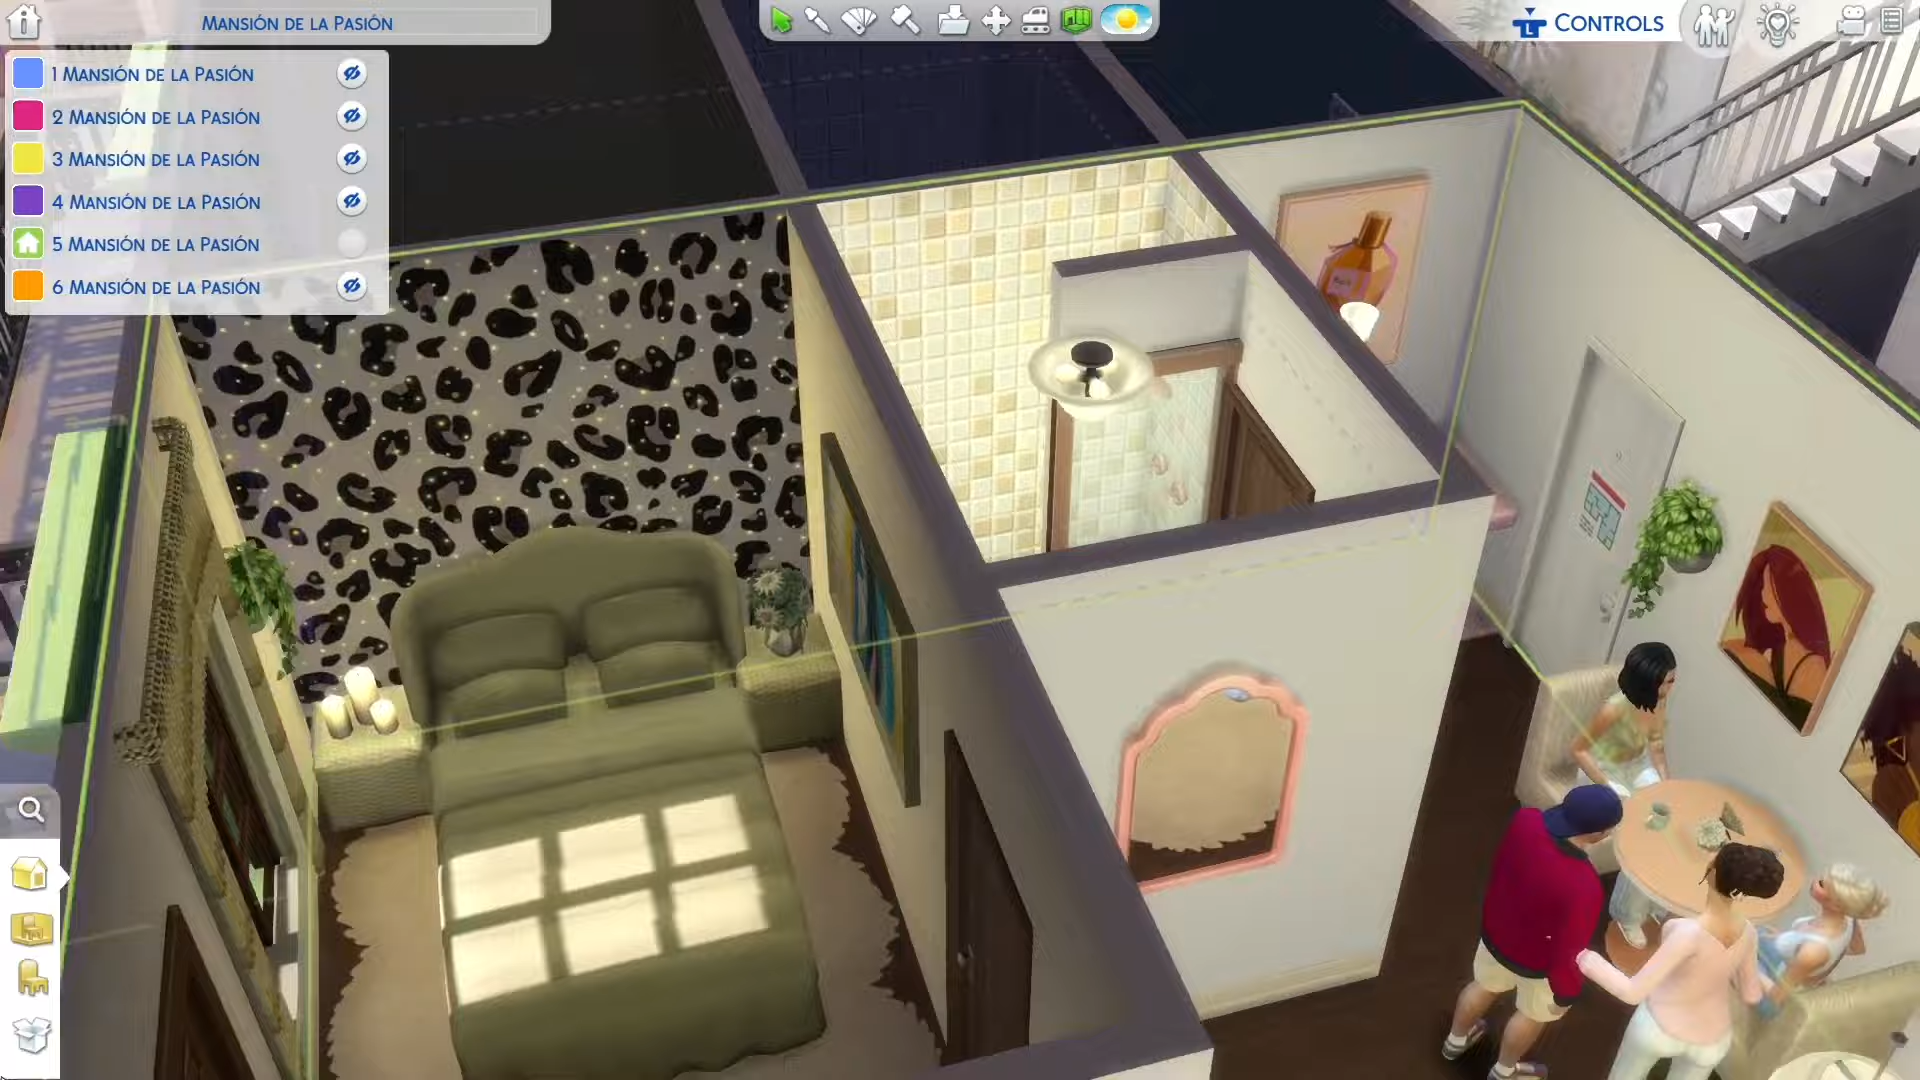 Mansión de la Pasión
L Controls
1 Mansión de la Pasión
2 Mansión de la Pasión
3 Mansión de la Pasión
4 Mansión de la Pasión
5 Mansión de la Pasión
6 Mansión de la Pasión